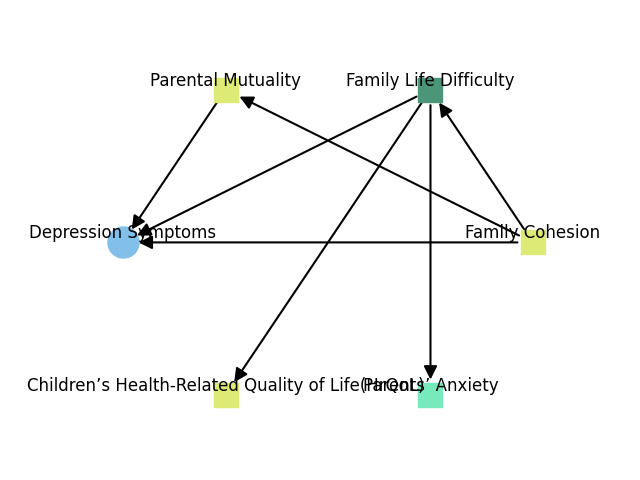 Parental Mutuality
Family Life Difficulty
Depression Symptoms
Family Cohesion
Children’s Health-Related Quality of Life (HrQoL)
Parents’ Anxiety